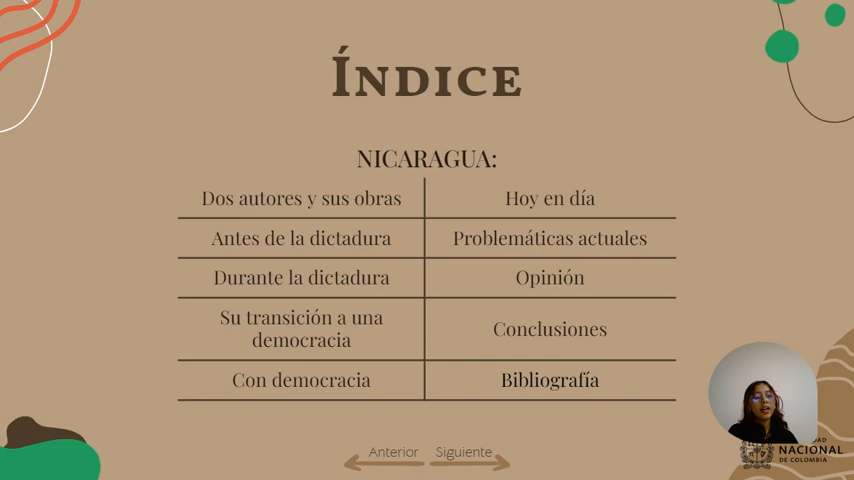 ÍNDICE
NICARAGUA:
Dos autores y sus obras
Hoy en día
Antes de la dictadura
Problemáticas actuales
Durante la dictadura
Opinión
Su transición a una
democracia
Conclusiones
Con democracia
Bibliografía
Anterior
Siguiente
NACIONAL
DE COLOMBIA